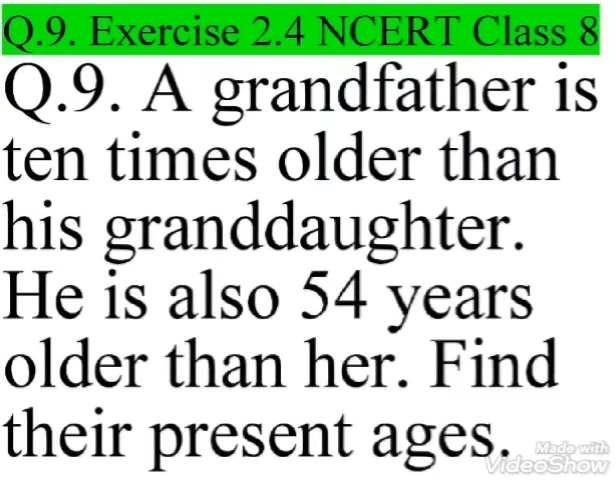 Q.9. Exercise 2.4 NCERT Class 8
Q.9. A grandfather is
ten times older than
his granddaughter.
He is also 54 years
older than her. Find
their present ages.
Made with
VideoShow